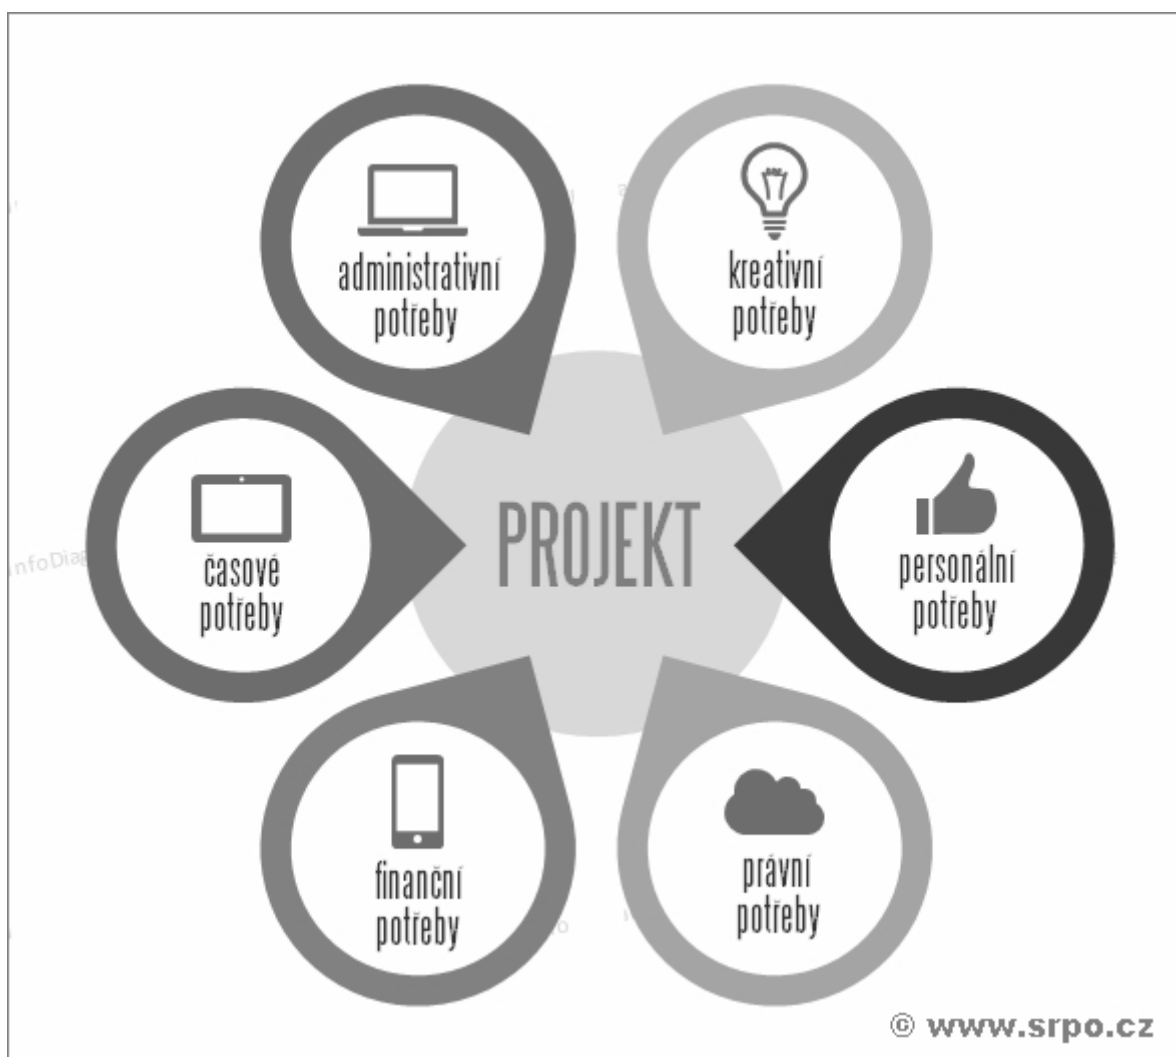 administrativní
potřeby
kreativní
potřeby
časové
potřeby
PROJEKT
personální
potřeby
finanční
potřeby
právní
potřeby
© www.srpo.cz